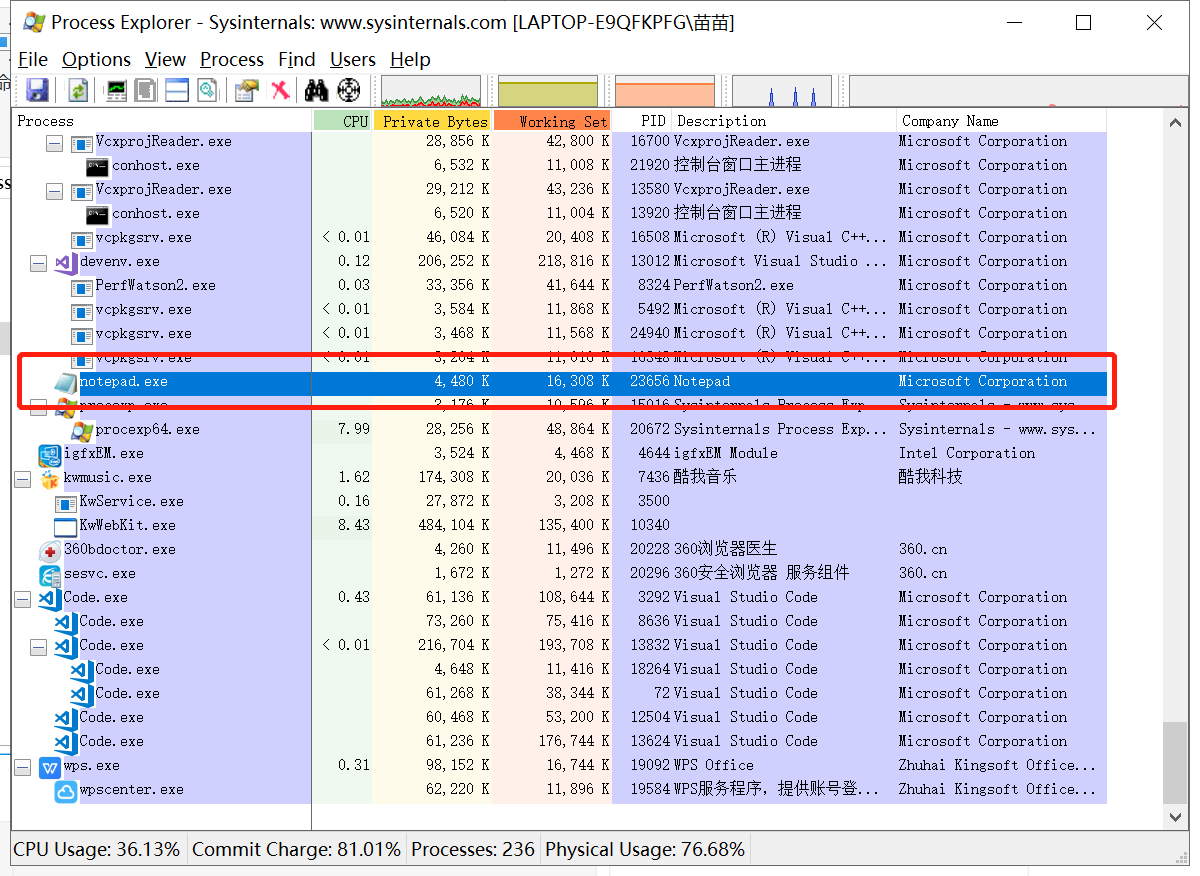 Process Explorer - Sysinternals: www.sysinternals.com [LAPTOP-E9QFKPFG\苗苗]
File Options View Process Find Users Help
Process CPU Private Bytes Working Set PID Description Company Name
VcxprojReader.exe 28,856 K 42,800 K 16700 VcxprojReader.exe Microsoft Corporation
conhost.exe 6,532 K 11,008 K 21920 控制台窗口主进程 Microsoft Corporation
VcxprojReader.exe 29,212 K 43,236 K 13580 VcxprojReader.exe Microsoft Corporation
conhost.exe 6,520 K 11,004 K 13920 控制台窗口主进程 Microsoft Corporation
vcpkgsrv.exe < 0.01 46,084 K 20,408 K 16508 Microsoft (R) Visual C++... Microsoft Corporation
devenv.exe 0.12 206,252 K 218,816 K 13012 Microsoft Visual Studio ... Microsoft Corporation
PerfWatson2.exe 0.03 33,356 K 41,644 K 8324 PerfWatson2.exe Microsoft Corporation
vcpkgsrv.exe < 0.01 3,584 K 11,868 K 5492 Microsoft (R) Visual C++... Microsoft Corporation
vcpkgsrv.exe < 0.01 3,468 K 11,568 K 24940 Microsoft (R) Visual C++... Microsoft Corporation
vcpkgsrv.exe < 0.01 Microsoft (R) Visual C++... Microsoft Corporation
notepad.exe 4,480 K 16,308 K 23656 Notepad Microsoft Corporation
procexp.exe 3,176 K 10,596 K 15016 Sysinternals Process Exp... Sysinternals - www.sys...
procexp64.exe 7.99 28,256 K 48,864 K 20672 Sysinternals Process Exp... Sysinternals - www.sys...
igfxEM.exe 3,524 K 4,468 K 4644 igfxEM Module Intel Corporation
kwmusic.exe 1.62 174,308 K 20,036 K 7436 酷我音乐 酷我科技
KwService.exe 0.16 27,872 K 3,208 K 3500
KwWebKit.exe 8.43 484,104 K 135,400 K 10340
360bdoctor.exe 4,260 K 11,496 K 20228 360浏览器医生 360.cn
sesvc.exe 1,672 K 1,272 K 20296 360安全浏览器 服务组件 360.cn
Code.exe 0.43 61,136 K 108,644 K 3292 Visual Studio Code Microsoft Corporation
Code.exe 73,260 K 75,416 K 8636 Visual Studio Code Microsoft Corporation
Code.exe < 0.01 216,704 K 193,708 K 13832 Visual Studio Code Microsoft Corporation
Code.exe 4,648 K 11,416 K 18264 Visual Studio Code Microsoft Corporation
Code.exe 61,268 K 38,344 K 72 Visual Studio Code Microsoft Corporation
Code.exe 60,468 K 53,200 K 12504 Visual Studio Code Microsoft Corporation
Code.exe 61,236 K 176,744 K 13624 Visual Studio Code Microsoft Corporation
wps.exe 0.31 98,152 K 16,744 K 19092 WPS Office Zhuhai Kingsoft Office...
wpscenter.exe 62,220 K 11,896 K 19584 WPS服务程序，提供账号登... Zhuhai Kingsoft Office...
CPU Usage: 36.13% Commit Charge: 81.01% Processes: 236 Physical Usage: 76.68%